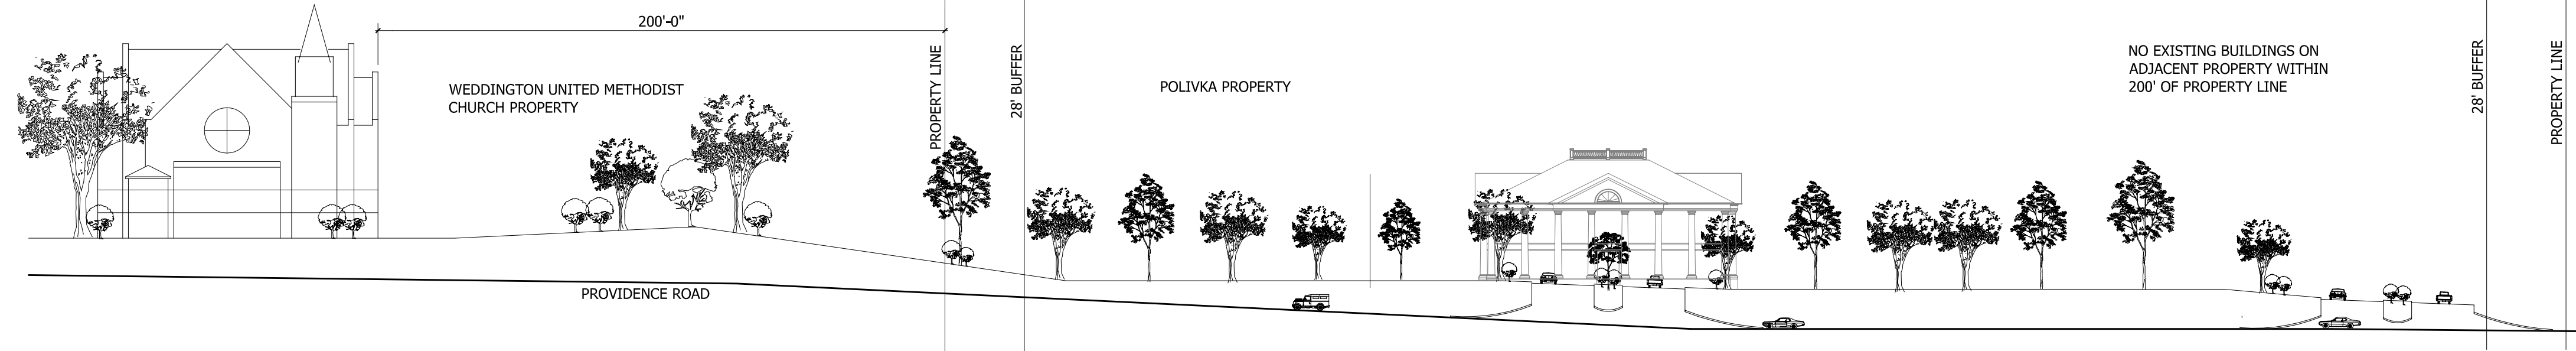 200'-0"
WEDDINGTON UNITED METHODIST
CHURCH PROPERTY
PROPERTY LINE
28' BUFFER
POLIVKA PROPERTY
NO EXISTING BUILDINGS ON
ADJACENT PROPERTY WITHIN
200' OF PROPERTY LINE
28' BUFFER
PROPERTY LINE
PROVIDENCE ROAD